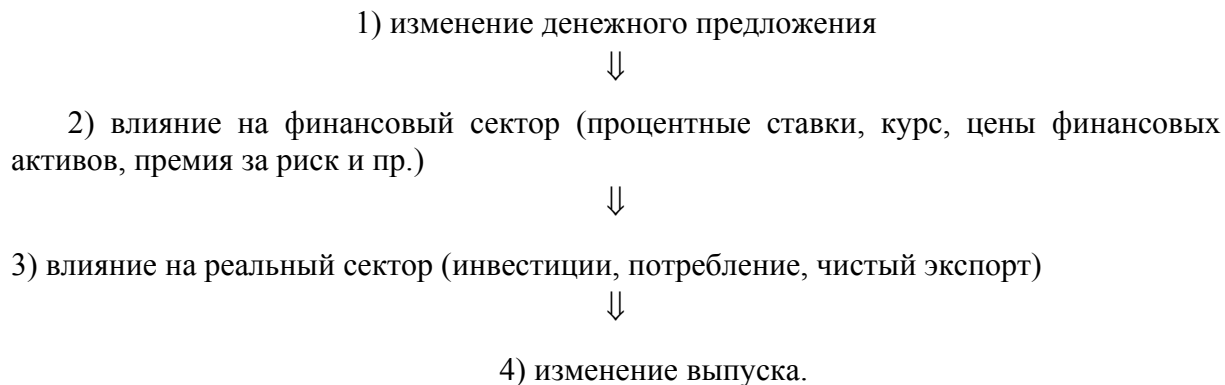 1) изменение денежного предложения
⇓
2) влияние на финансовый сектор (процентные ставки, курс, цены финансовых
активов, премия за риск и пр.)
⇓
3) влияние на реальный сектор (инвестиции, потребление, чистый экспорт)
⇓
4) изменение выпуска.